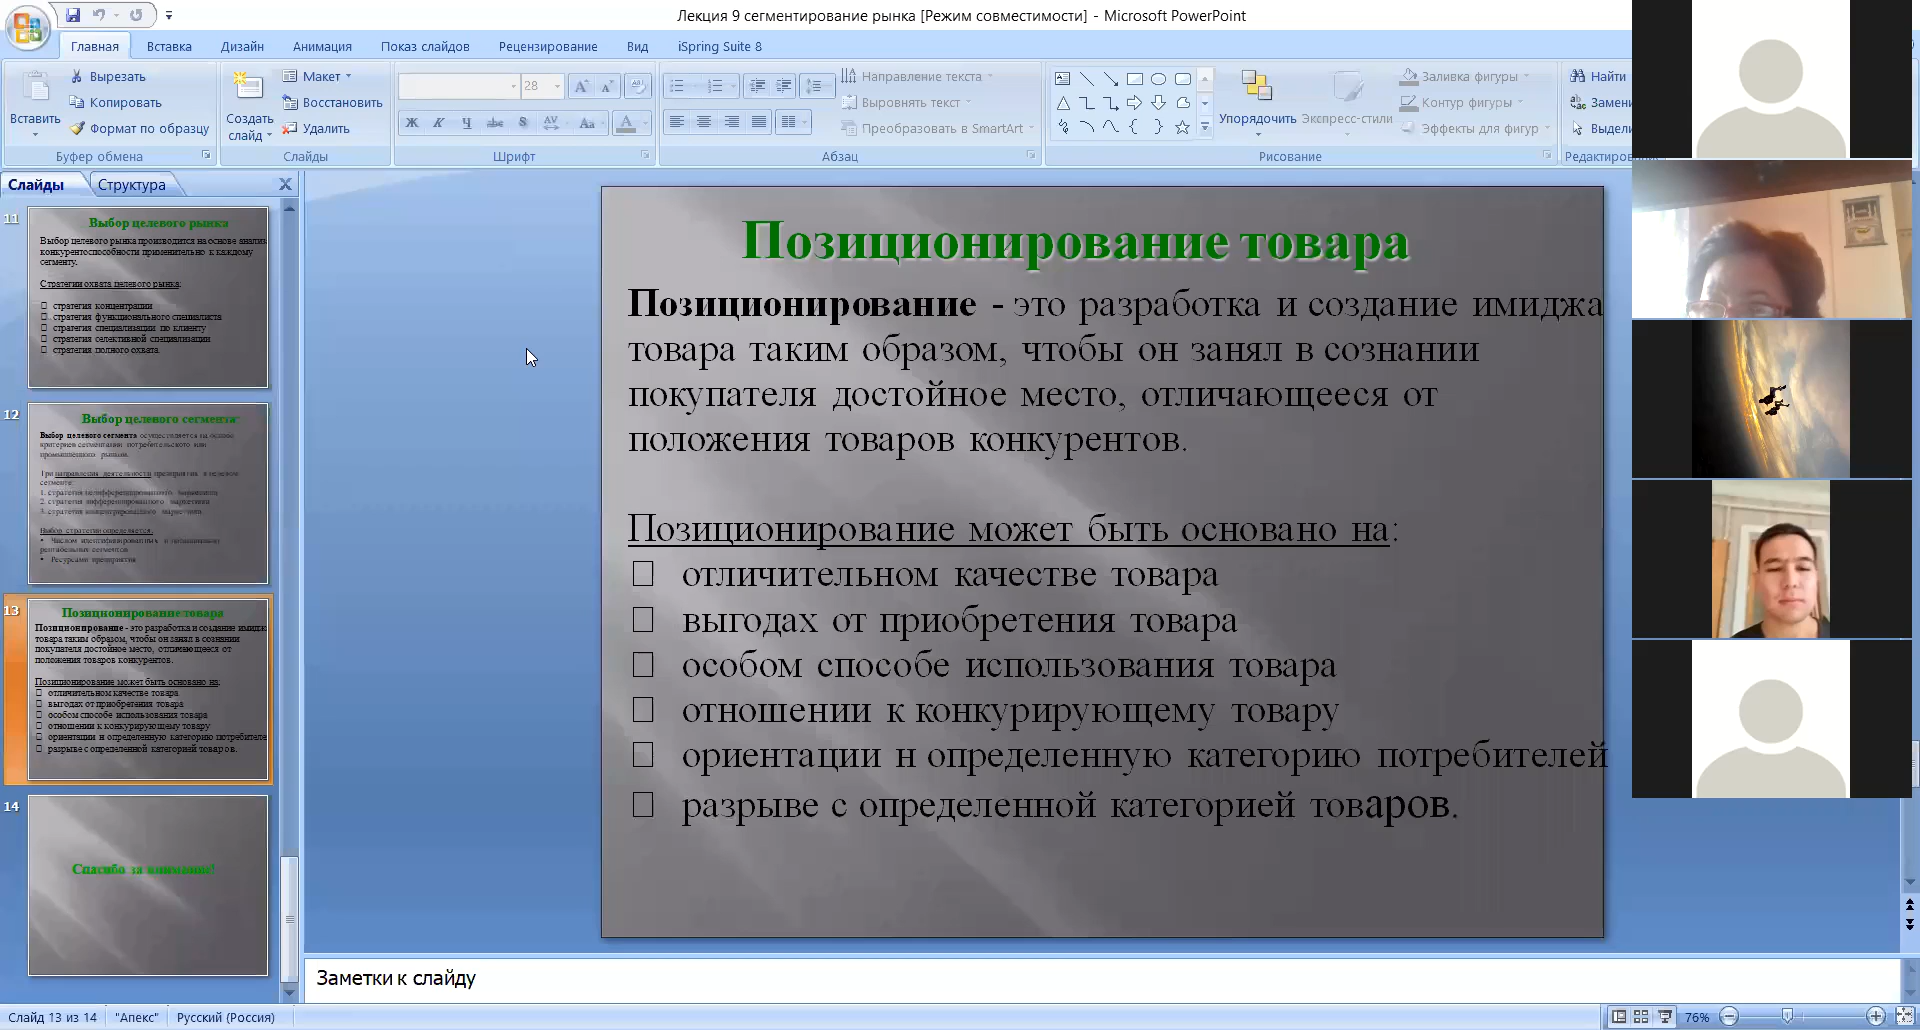 Лекция 9 сегментирование рынка [Режим совместимости] - Microsoft PowerPoint
Главная Вставка Дизайн Анимация Показ слайдов Рецензирование Вид iSpring Suite 8
Вставить
Вырезать
Копировать
Формат по образцу
Буфер обмена
Создать слайд
Макет
Восстановить
Удалить
Слайды
28
Ж К Ч abe S AV Aa A
Шрифт
Направление текста
Выровнять текст
Преобразовать в SmartArt
Абзац
Упорядочить
Экспресс-стили
Заливка фигуры
Контур фигуры
Эффекты для фигур
Рисование
Найти
Замени
Выдели
Редактирован
Слайды Структура
11
Выбор целевого рынка
Выбор целевого рынка производится на основе анализа
конкурентоспособности применительно к каждому
сегменту.
Стратегии охвата целевого рынка:
стратегия концентрации
стратегия функционального специалиста
стратегия специализации по клиенту
стратегия селективной специализации
стратегия полного охвата.
12
Выбор целевого сегмента
Выбор целевого сегмента осуществляется на основе
критериев сегментации потребительского или
промышленного рынков.
Три направления деятельности предприятия в целевом
сегменте:
1. стратегия недифференцированного маркетинга
2. стратегия дифференцированного маркетинга
3. стратегия концентрированного маркетинга
Выбор стратегии определяется:
• Числом идентифицированных и потенциально
рентабельных сегментов
• Ресурсами предприятия
13
Позиционирование товара
Позиционирование - это разработка и создание имиджа
товара таким образом, чтобы он занял в сознании
покупателя достойное место, отличающееся от
положения товаров конкурентов.
Позиционирование может быть основано на:
отличительном качестве товара
выгодах от приобретения товара
особом способе использования товара
отношении к конкурирующему товару
ориентации н определенную категорию потребителе
разрыве с определенной категорией товаров.
14
Спасибо за внимание!
Позиционирование товара
Позиционирование - это разработка и создание имиджа
товара таким образом, чтобы он занял в сознании
покупателя достойное место, отличающееся от
положения товаров конкурентов.
Позиционирование может быть основано на:
отличительном качестве товара
выгодах от приобретения товара
особом способе использования товара
отношении к конкурирующему товару
ориентации н определенную категорию потребителей
разрыве с определенной категорией товаров.
Заметки к слайду
Слайд 13 из 14 "Апекс" Русский (Россия) 76%